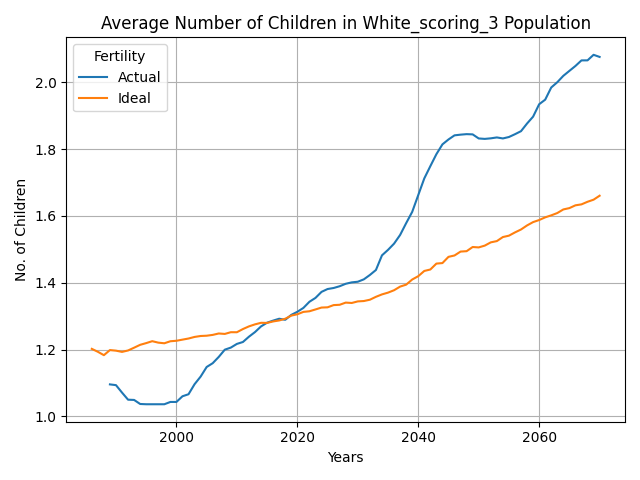 Average Number of Children in White_scoring_3 Population
Fertility
Actual
Ideal
No. of Children
2.0
1.8
1.6
1.4
1.2
1.0
2000
2020
2040
2060
Years